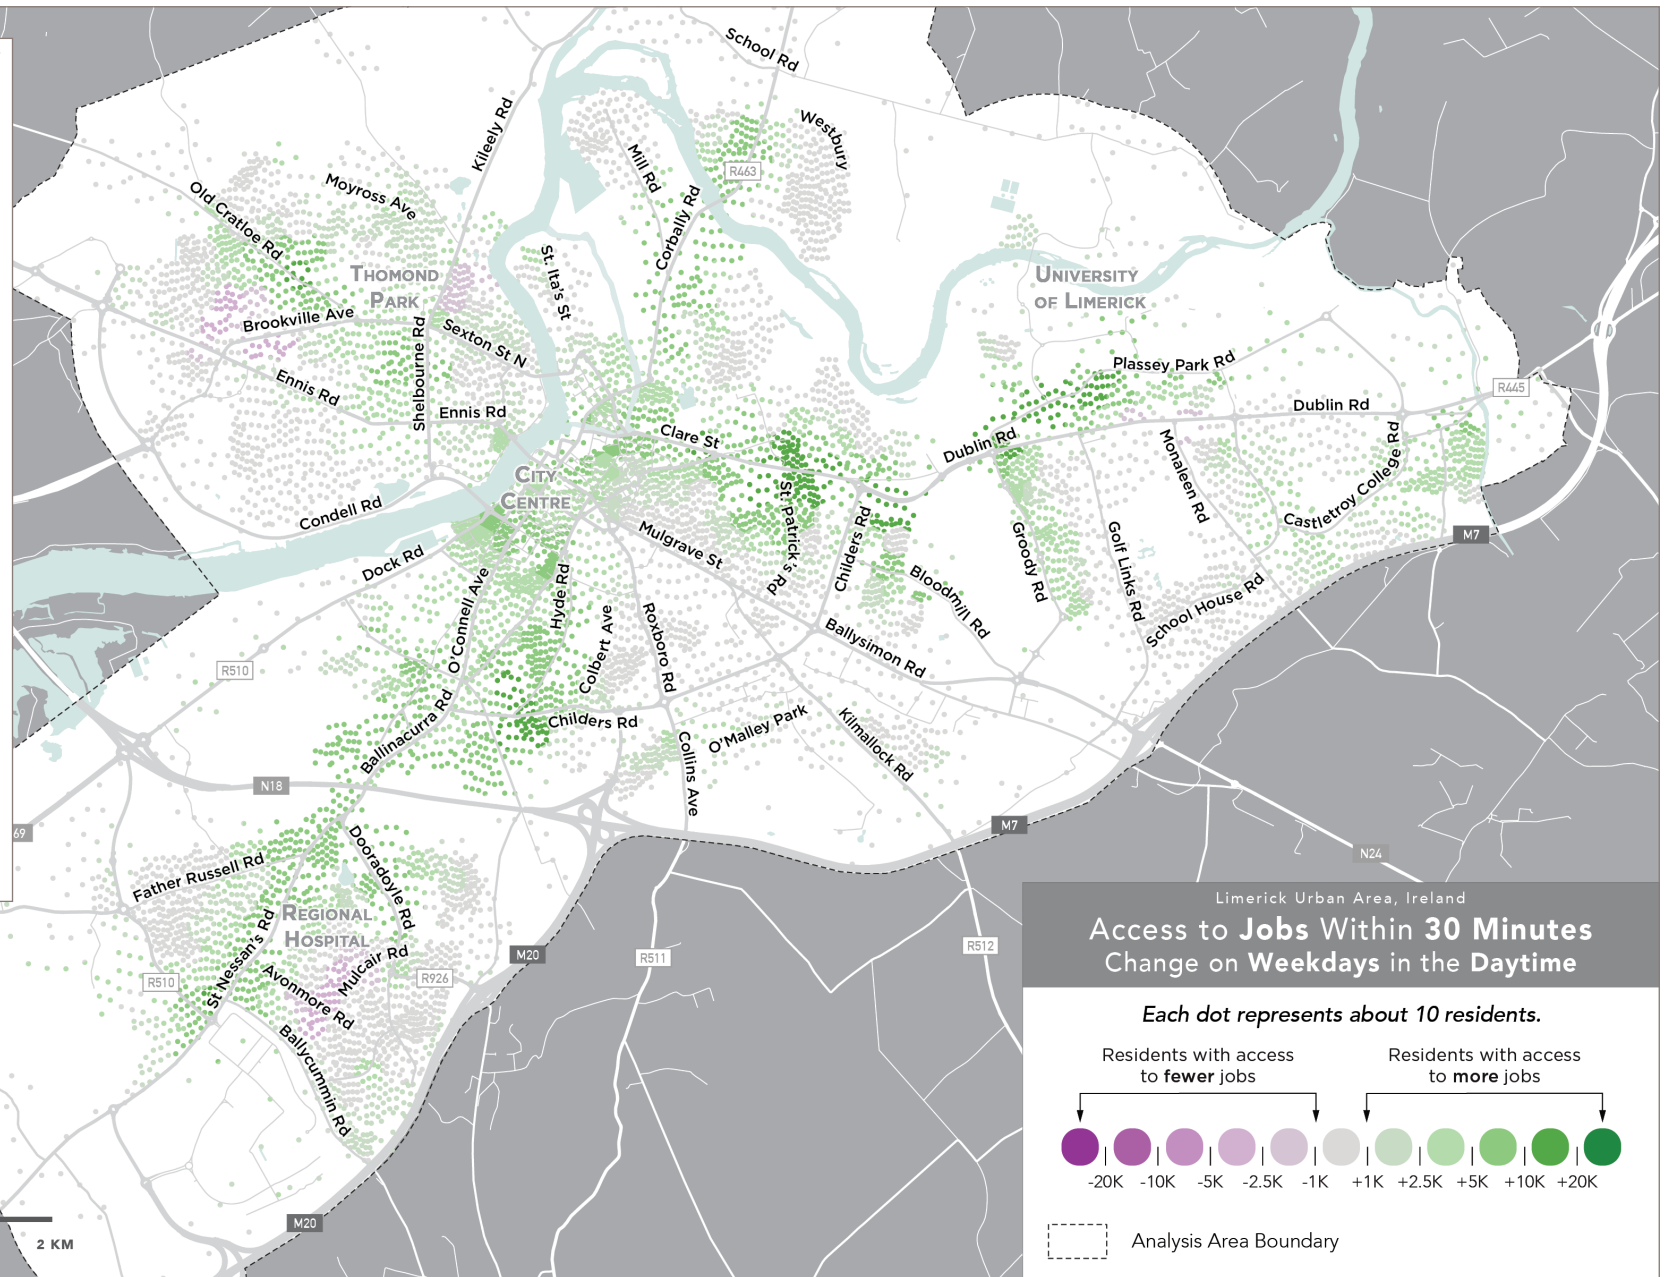 School Rd
Westbury
Kileely Rd
Mill Rd
R463
Moyross Ave
Old Cratloe Rd
Corbally Rd
St. Ita's St
THOMOND
PARK
UNIVERSITY
OF LIMERICK
Brookville Ave
Shelbourne Rd
Sexton St N
Plassey Park Rd
Ennis Rd
R445
Ennis Rd
Dublin Rd
Clare St
Dublin Rd
Monaleen Rd
Castletroy College Rd
CITY
CENTRE
St. Patrick's Rd
Condell Rd
Mulgrave St
Childers Rd
Groody Rd
Golf Links Rd
M7
Dock Rd
O'Connell Ave
Hyde Rd
Colbert Ave
Roxboro Rd
Bloodmill Rd
School House Rd
Ballysimon Rd
R510
Ballinacurra Rd
Childers Rd
O'Malley Park
Kilmallock Rd
Collins Ave
N18
69
M7
N24
Father Russell Rd
Dooradoyle Rd
REGIONAL
HOSPITAL
St Nessan's Rd
Mulcair Rd
Avonmore Rd
R510
R926
M20
R511
R512
Ballycummin Rd
M20
2 KM
Limerick Urban Area, Ireland
Access to Jobs Within 30 Minutes
Change on Weekdays in the Daytime
Each dot represents about 10 residents.
Residents with access
to fewer jobs
Residents with access
to more jobs
-20K -10K -5K -2.5K -1K +1K +2.5K +5K +10K +20K
Analysis Area Boundary